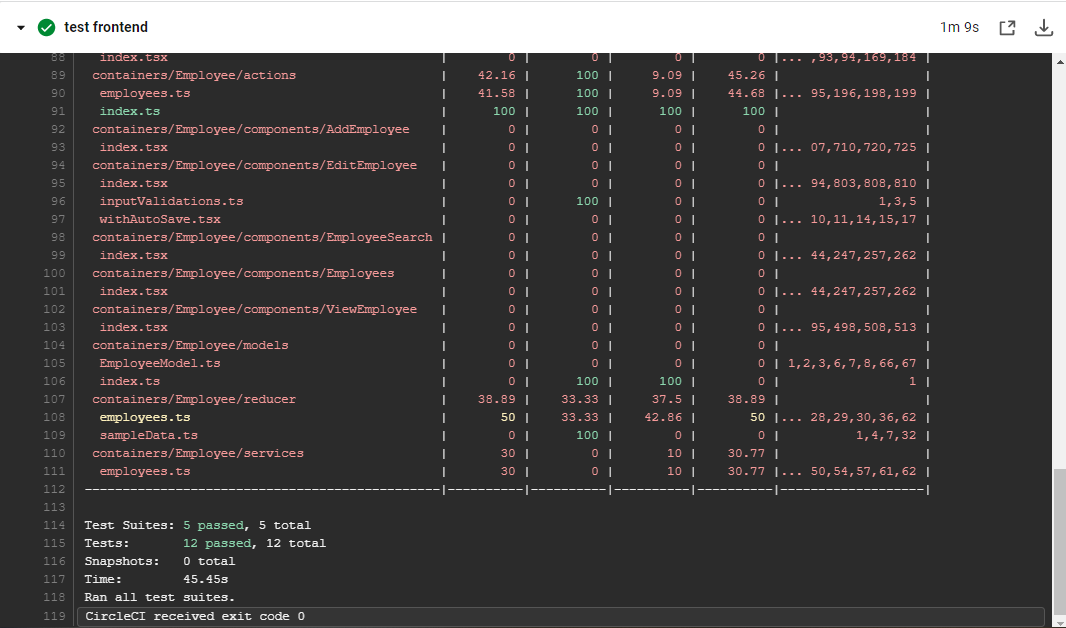 test frontend 1m 9s
88 index.tsx | 0 | 0 | 0 | 0 |... ,93,94,169,184 |
89 containers/Employee/actions | 42.16 | 100 | 9.09 | 45.26 | |
90 employees.ts | 41.58 | 100 | 9.09 | 44.68 |... 95,196,198,199 |
91 index.ts | 100 | 100 | 100 | 100 | |
92 containers/Employee/components/AddEmployee | 0 | 0 | 0 | 0 | |
93 index.tsx | 0 | 0 | 0 | 0 |... 07,710,720,725 |
94 containers/Employee/components/EditEmployee | 0 | 0 | 0 | 0 | |
95 index.tsx | 0 | 0 | 0 | 0 |... 94,803,808,810 |
96 inputValidations.ts | 0 | 100 | 0 | 0 | 1,3,5 |
97 withAutoSave.tsx | 0 | 0 | 0 | 0 |... 10,11,14,15,17 |
98 containers/Employee/components/EmployeeSearch | 0 | 0 | 0 | 0 | |
99 index.tsx | 0 | 0 | 0 | 0 |... 44,247,257,262 |
100 containers/Employee/components/Employees | 0 | 0 | 0 | 0 | |
101 index.tsx | 0 | 0 | 0 | 0 |... 44,247,257,262 |
102 containers/Employee/components/ViewEmployee | 0 | 0 | 0 | 0 | |
103 index.tsx | 0 | 0 | 0 | 0 |... 95,498,508,513 |
104 containers/Employee/models | 0 | 0 | 0 | 0 | |
105 EmployeeModel.ts | 0 | 0 | 0 | 0 | 1,2,3,6,7,8,66,67 |
106 index.ts | 0 | 100 | 100 | 0 | 1 |
107 containers/Employee/reducer | 38.89 | 33.33 | 37.5 | 38.89 | |
108 employees.ts | 50 | 33.33 | 42.86 | 50 |... 28,29,30,36,62 |
109 sampleData.ts | 0 | 100 | 0 | 0 | 1,4,7,32 |
110 containers/Employee/services | 30 | 0 | 10 | 30.77 | |
111 employees.ts | 30 | 0 | 10 | 30.77 |... 50,54,57,61,62 |
112 -----------------------------------------------|----------|----------|----------|----------|-------------------|
113
114 Test Suites: 5 passed, 5 total
115 Tests: 12 passed, 12 total
116 Snapshots: 0 total
117 Time: 45.45s
118 Ran all test suites.
119 CircleCI received exit code 0